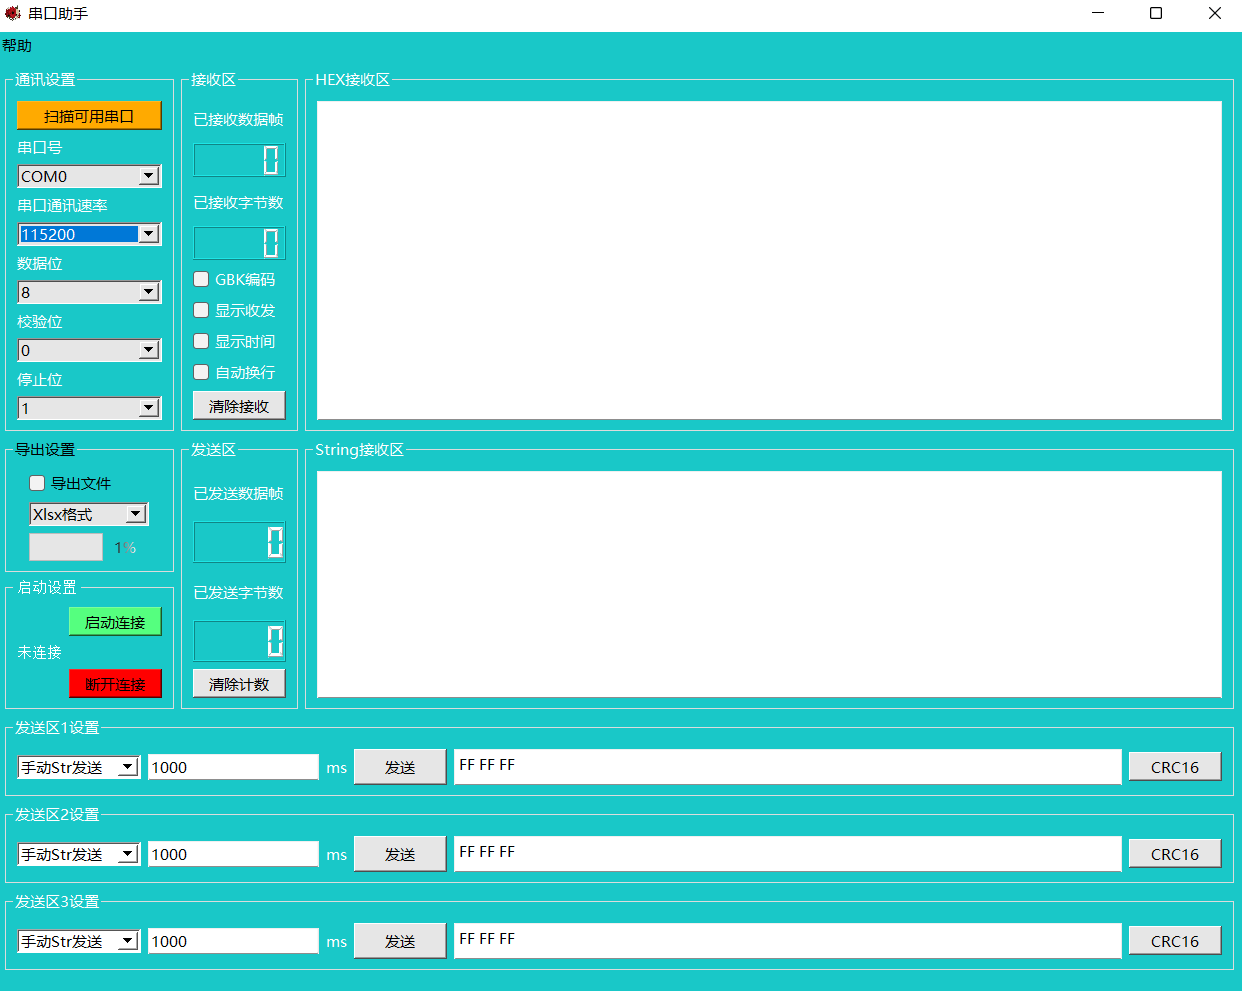 串口助手
帮助
通讯设置
扫描可用串口
串口号
COM0
串口通讯速率
115200
数据位
8
校验位
0
停止位
1
接收区
已接收数据帧
0
已接收字节数
0
GBK编码
显示收发
显示时间
自动换行
清除接收
HEX接收区
导出设置
导出文件
Xlsx格式
1%
启动设置
启动连接
未连接
断开连接
发送区
已发送数据帧
0
已发送字节数
0
清除计数
String接收区
发送区1设置
手动Str发送 1000 ms 发送 FF FF FF CRC16
发送区2设置
手动Str发送 1000 ms 发送 FF FF FF CRC16
发送区3设置
手动Str发送 1000 ms 发送 FF FF FF CRC16